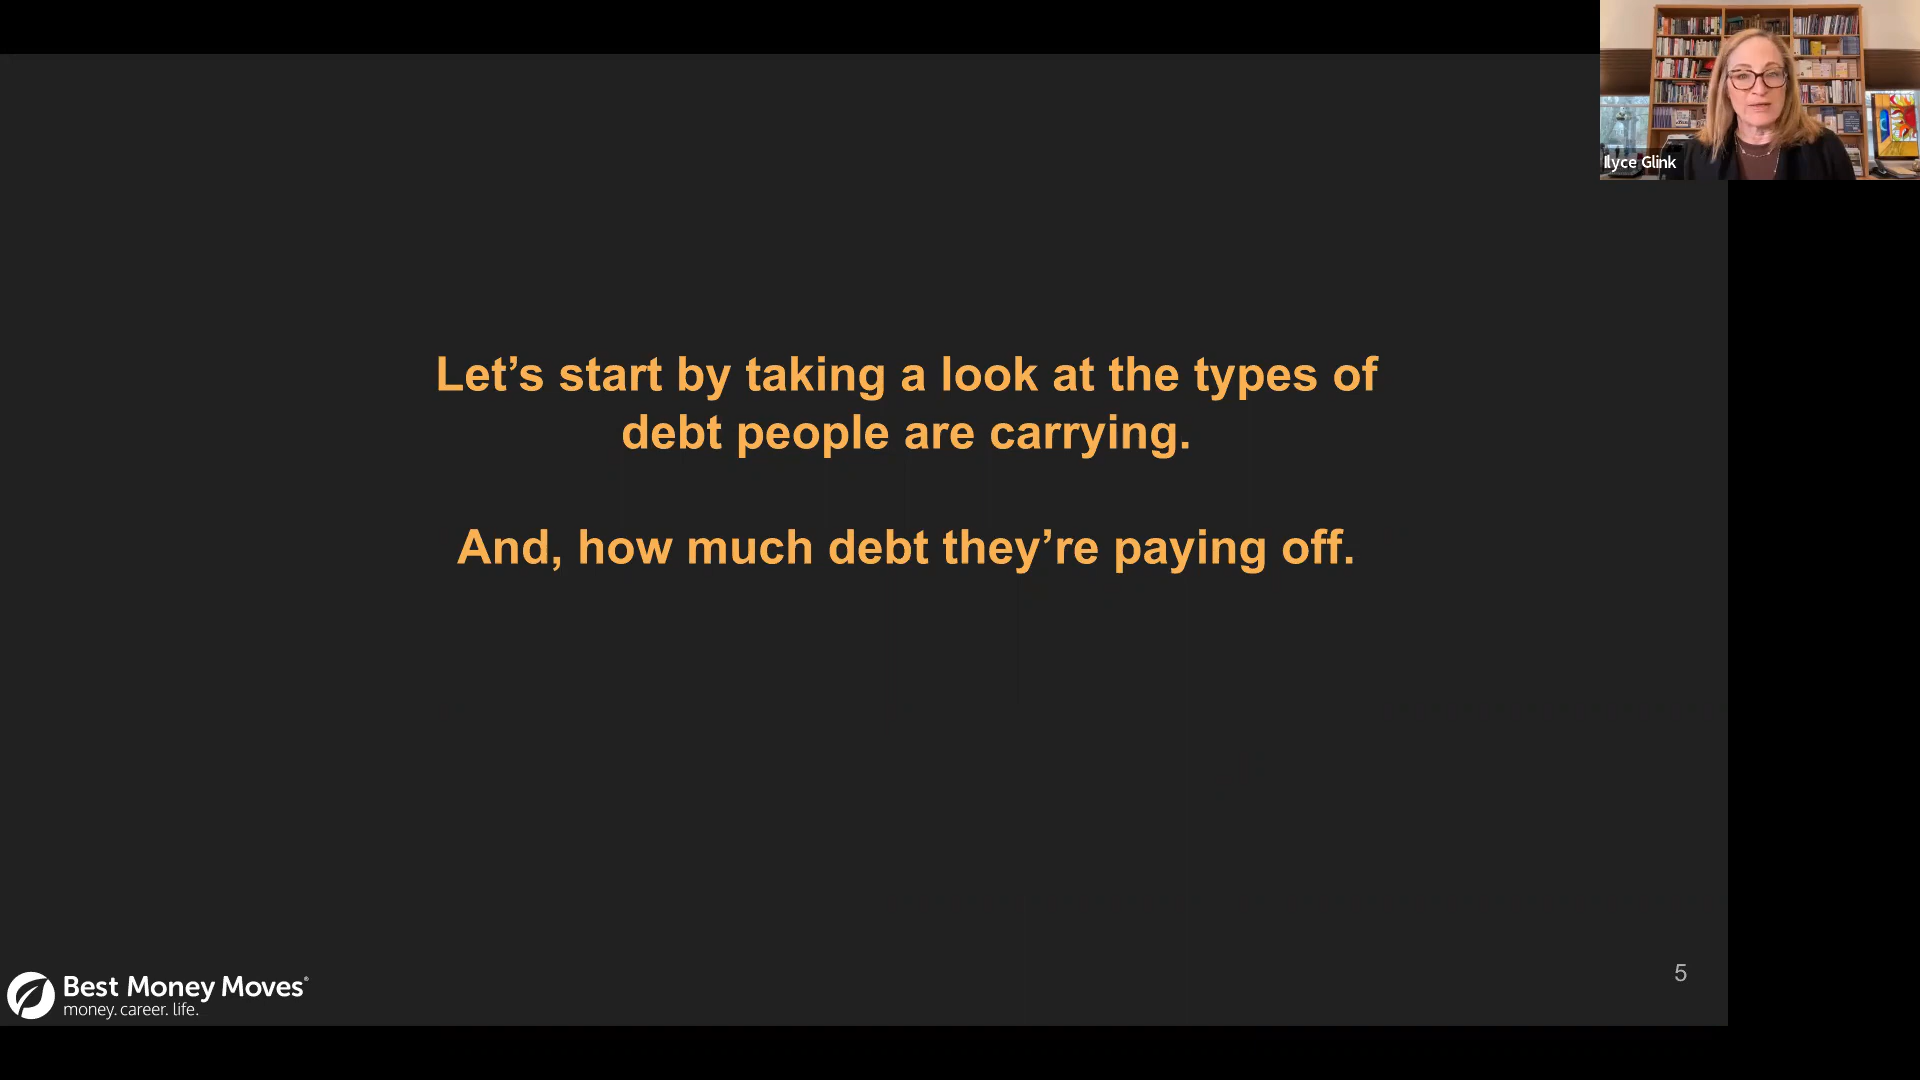 Ilyce Glink
Let’s start by taking a look at the types of
debt people are carrying.
And, how much debt they’re paying off.
Best Money Moves®
money. career. life.
5